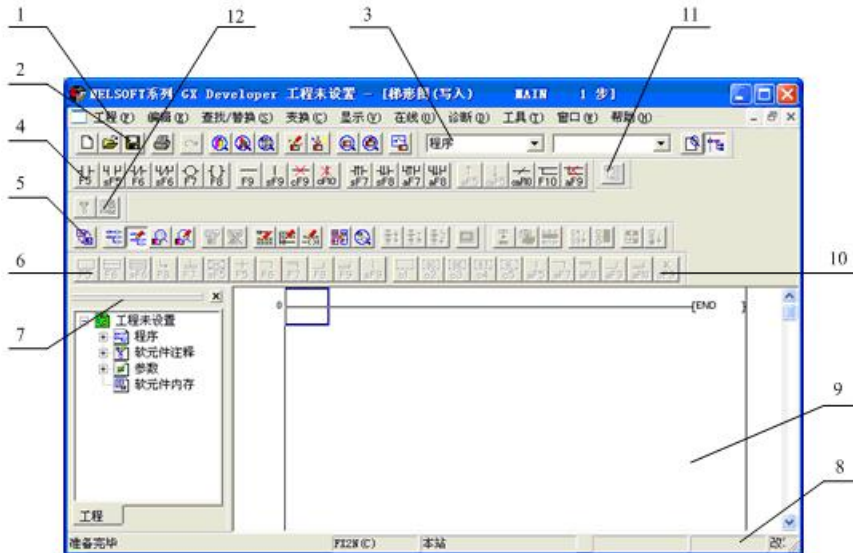 1
12
3
11
2
MELSOFT系列 GX Developer 工程未设置 - [梯形图(写入) MAIN 1 步]
工程(F) 编辑(E) 查找/替换(S) 变换(C) 显示(V) 在线(O) 诊断(D) 工具(T) 窗口(W) 帮助(H)
程序
4
F5 sF5 F6 sF6 F7 F8 F9 sF9 cF9 cF10 sF7 sF8 aF7 aF8 caF10 F10 aF9
5
6
10
7
工程未设置
程序
软元件注释
参数
软元件内存
0
END
9
8
工程
准备完毕 FX2N(C) 本站